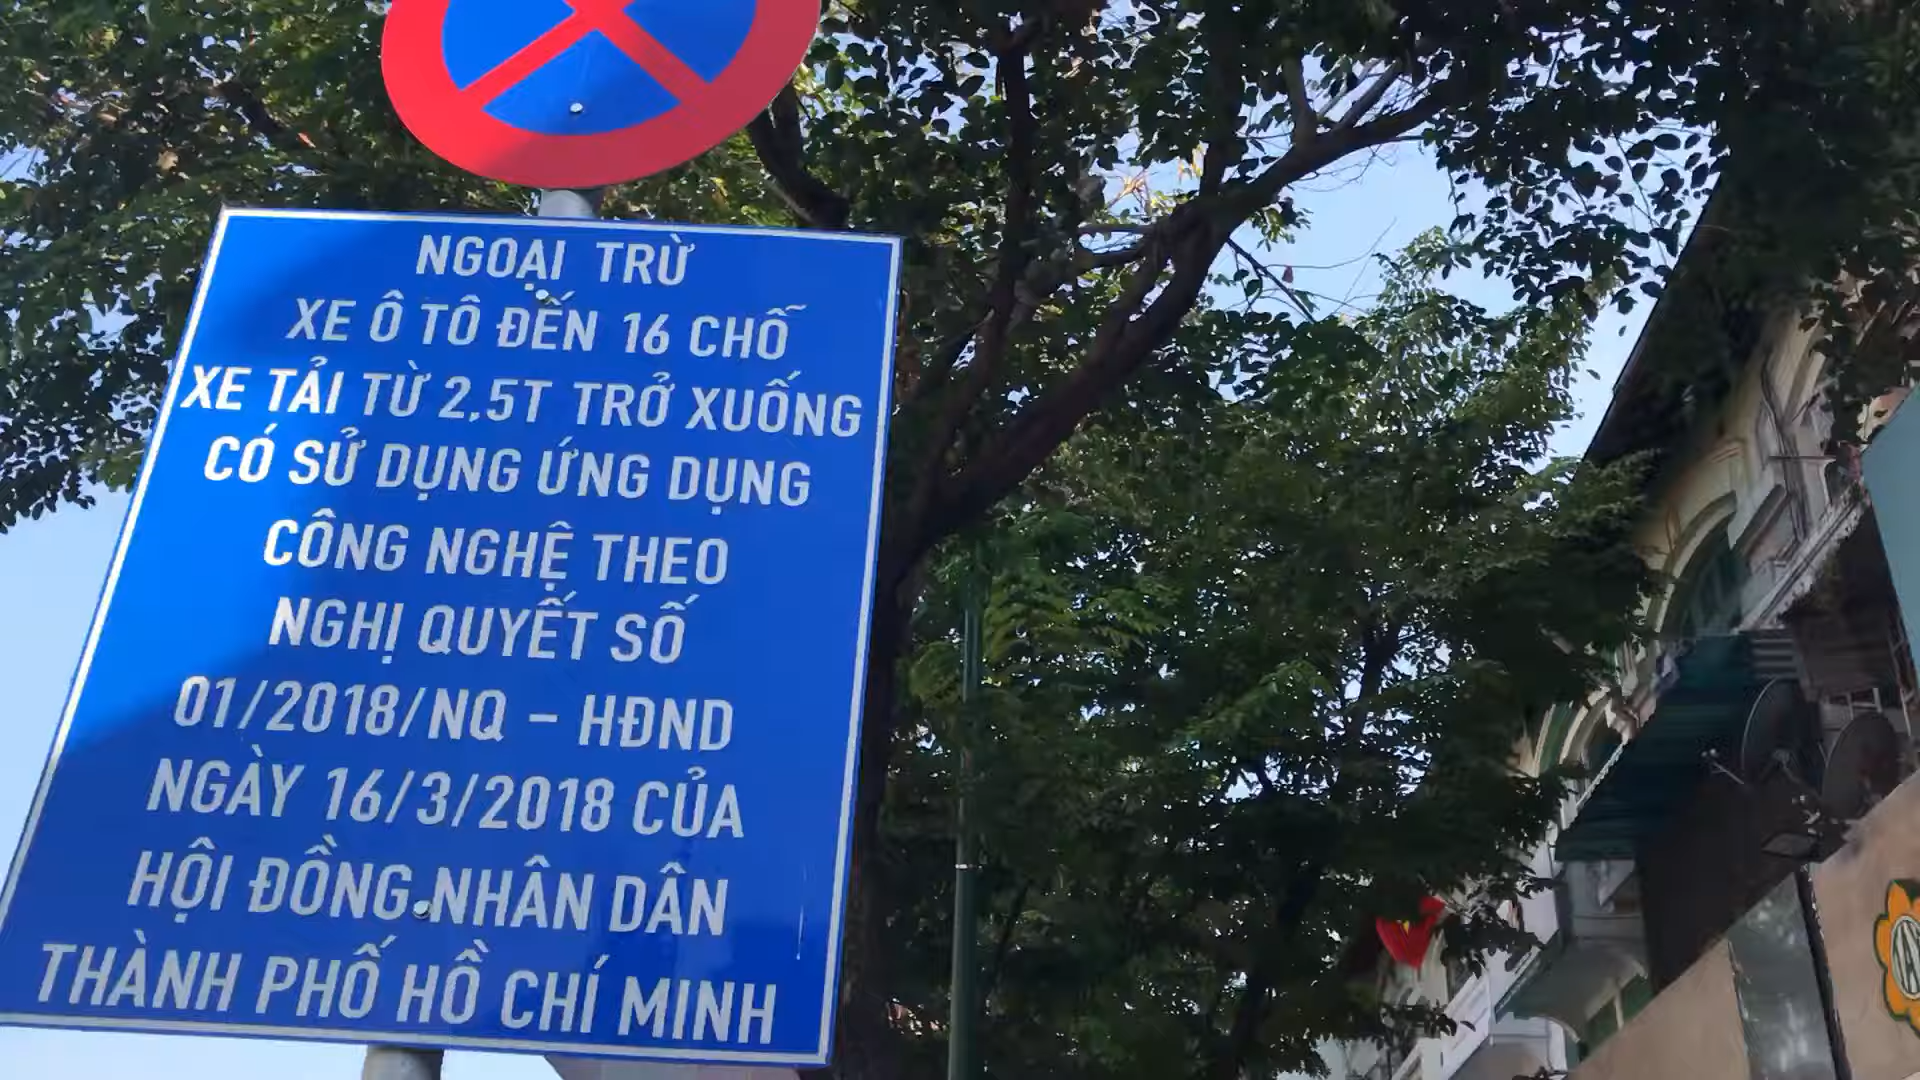 NGOẠI TRỪ
XE Ô TÔ ĐẾN 16 CHỖ
XE TẢI TỪ 2,5T TRỞ XUỐNG
CÓ SỬ DỤNG ỨNG DỤNG
CÔNG NGHỆ THEO
NGHỊ QUYẾT SỐ
01/2018/NQ – HĐND
NGÀY 16/3/2018 CỦA
HỘI ĐỒNG NHÂN DÂN
THÀNH PHỐ HỒ CHÍ MINH